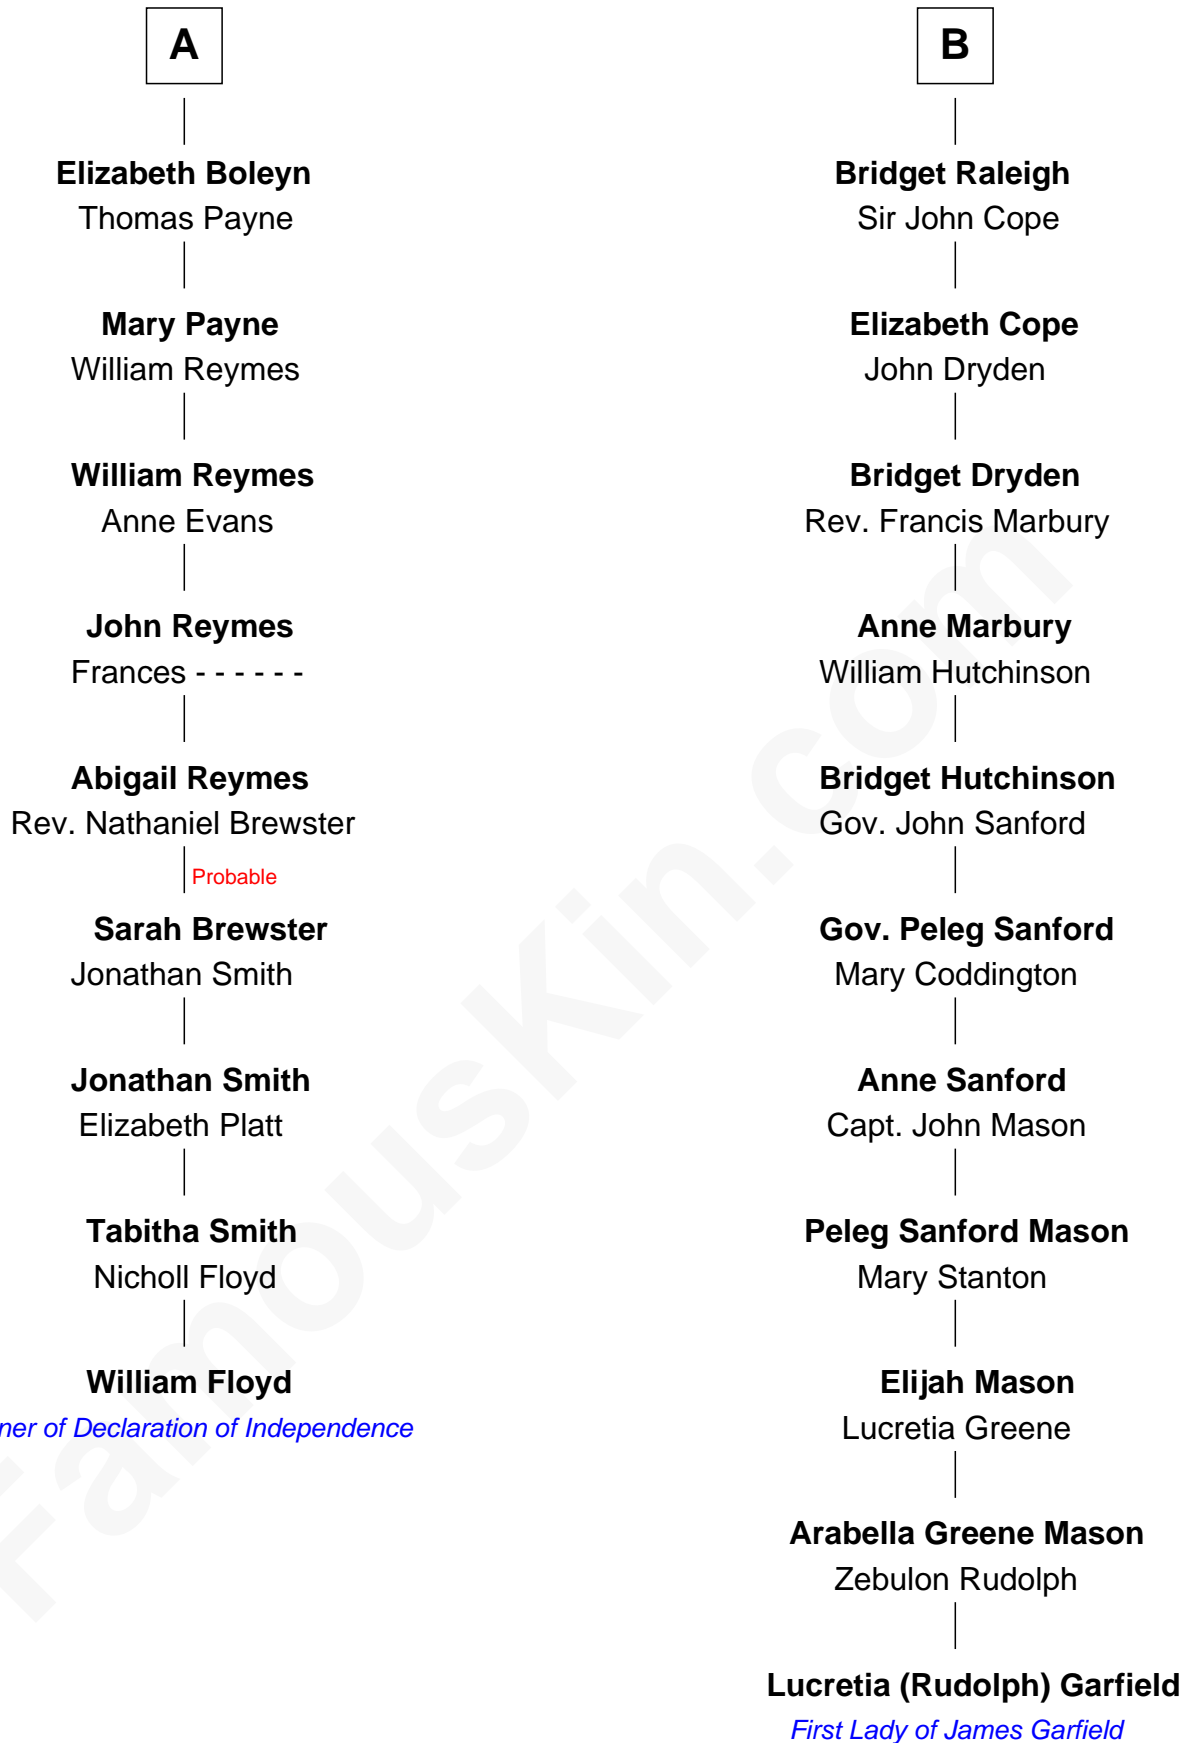 A
Elizabeth Boleyn
Thomas Payne
Mary Payne
William Reymes
William Reymes
Anne Evans
John Reymes
Frances - - - - - -
Abigail Reymes
Rev. Nathaniel Brewster
Probable
Sarah Brewster
Jonathan Smith
Jonathan Smith
Elizabeth Platt
Tabitha Smith
Nicholl Floyd
William Floyd
ner of Declaration of Independence
B
Bridget Raleigh
Sir John Cope
Elizabeth Cope
John Dryden
Bridget Dryden
Rev. Francis Marbury
Anne Marbury
William Hutchinson
Bridget Hutchinson
Gov. John Sanford
Gov. Peleg Sanford
Mary Coddington
Anne Sanford
Capt. John Mason
Peleg Sanford Mason
Mary Stanton
Elijah Mason
Lucretia Greene
Arabella Greene Mason
Zebulon Rudolph
Lucretia (Rudolph) Garfield
First Lady of James Garfield
FamousKin.com